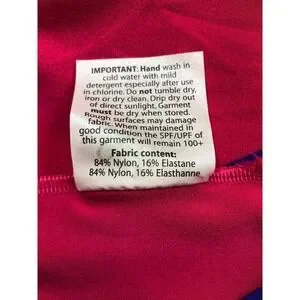 IMPORTANT: Hand wash in
cold water with mild
detergent especially after use
in chlorine. Do not tumble dry,
iron or dry clean. Drip dry out
of direct sunlight. Garment
must be dry when stored.
Rough surfaces may damage
fabric. When maintained in
good condition the SPF/UPF of
this garment will remain 100+
Fabric content:
84% Nylon, 16% Elastane
84% Nylon, 16% Elasthanne